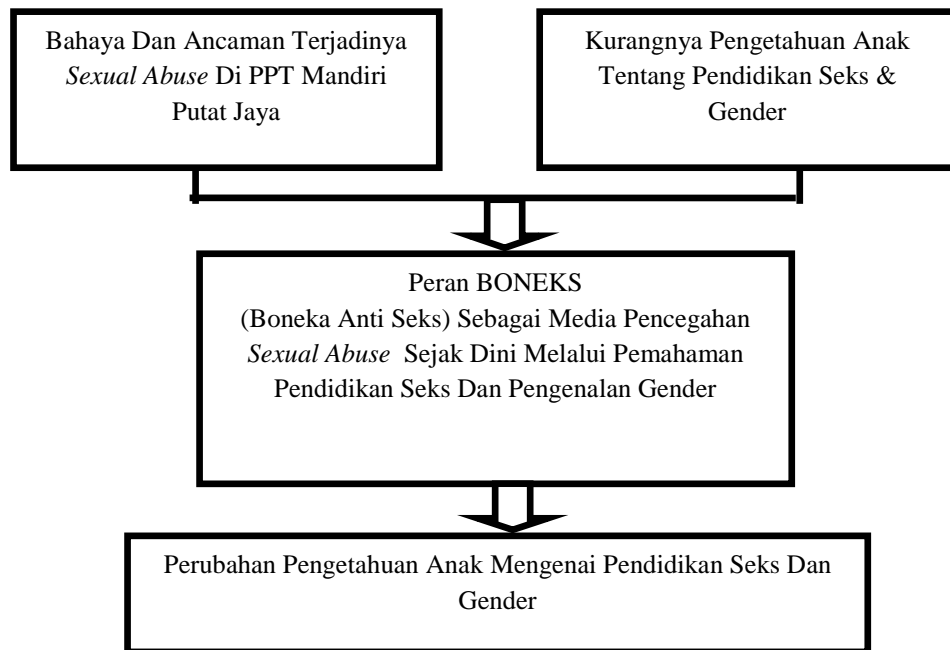 Bahaya Dan Ancaman Terjadinya
Sexual Abuse Di PPT Mandiri
Putat Jaya
Kurangnya Pengetahuan Anak
Tentang Pendidikan Seks &
Gender
Peran BONEKS
(Boneka Anti Seks) Sebagai Media Pencegahan
Sexual Abuse Sejak Dini Melalui Pemahaman
Pendidikan Seks Dan Pengenalan Gender
Perubahan Pengetahuan Anak Mengenai Pendidikan Seks Dan
Gender